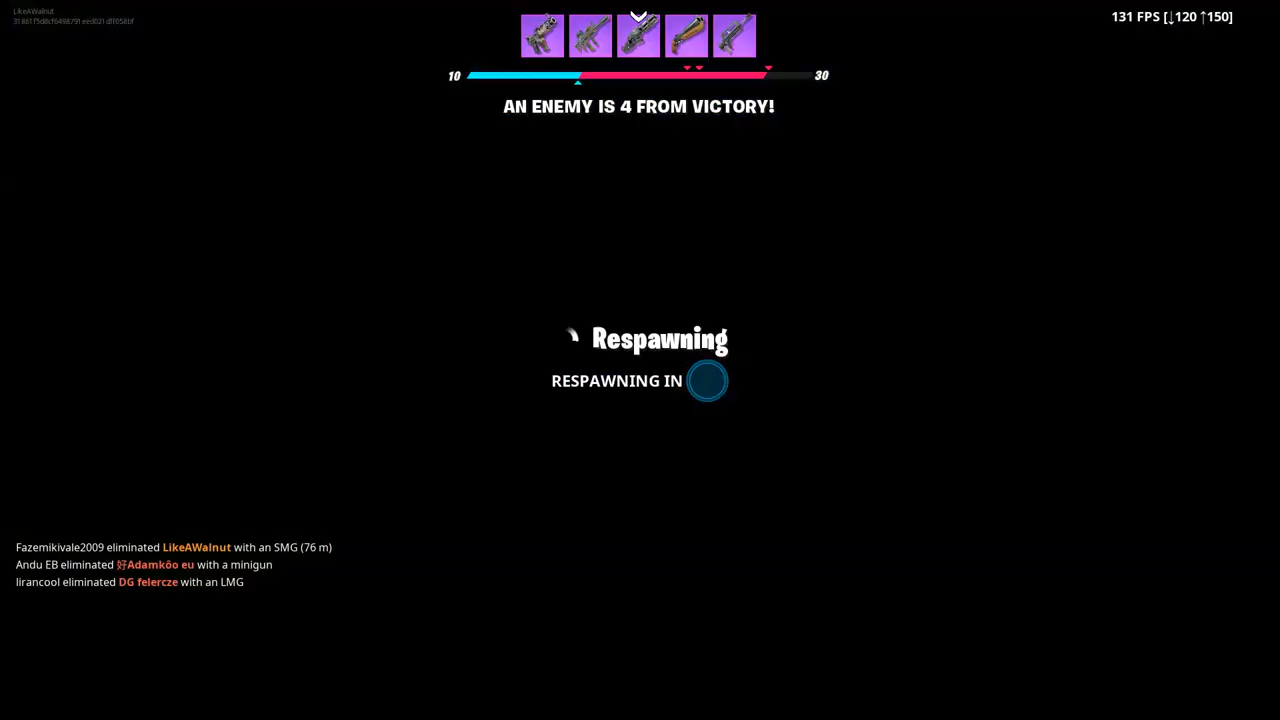 LikeAWalnut
131 FPS [↓120 ↑150]
10
30
AN ENEMY IS 4 FROM VICTORY!
Respawning
RESPAWNING IN
Fazemikivale2009 eliminated LikeAWalnut with an SMG (76 m)
Andu EB eliminated 好Adamkôo eu with a minigun
lirancool eliminated DG felercze with an LMG